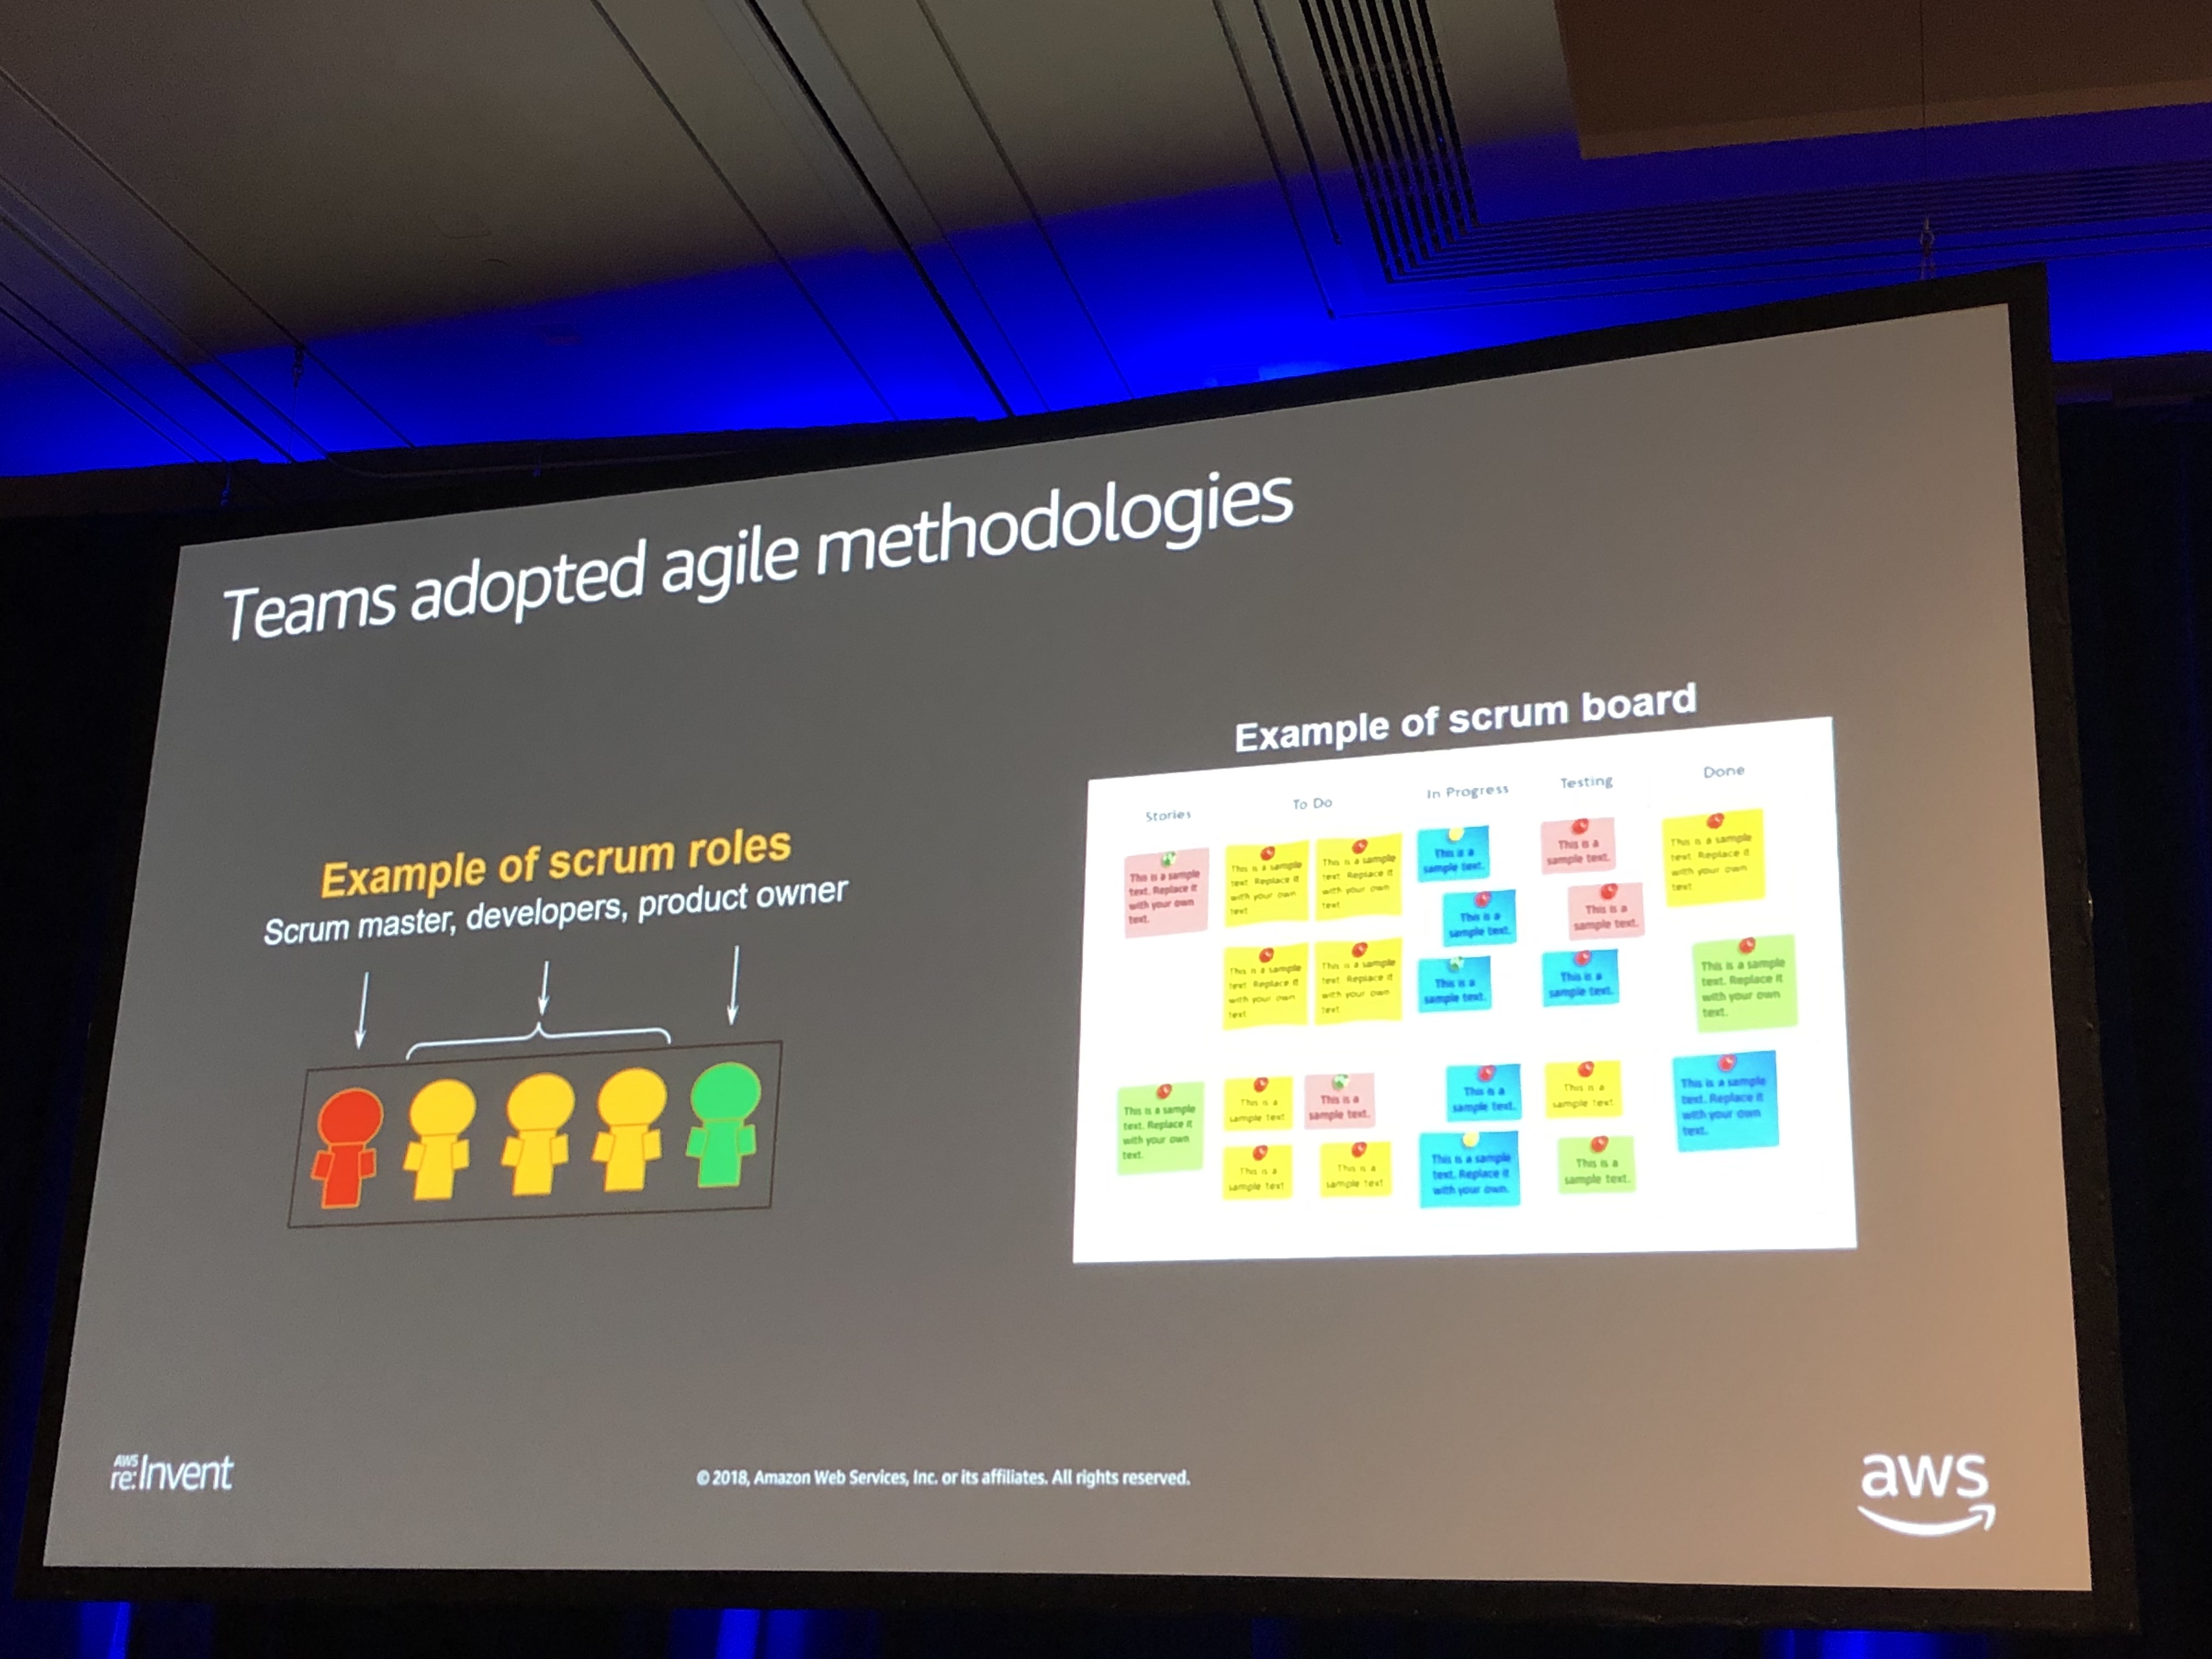 Teams adopted agile methodologies
Example of scrum roles
Scrum master, developers, product owner
Example of scrum board
Stories
To Do
In Progress
Testing
Done
This is a sample
text. Replace it
with your own
text.
This is a sample
text. Replace it
with your own
text
This is a sample
text. Replace it
with your own
text
This is a
sample text.
This is a
sample text.
This is a sample
text. Replace it
with your own
text
This is a
sample text.
This is a
sample text.
This is a sample
text. Replace it
with your own
text
This is a sample
text. Replace it
with your own
text
This is a
sample text.
This is a
sample text.
This is a sample
text. Replace it
with your own
text.
This is a sample
text. Replace it
with your own
text.
This is a
sample text
This is a
sample text.
This is a
sample text.
This is a
sample text
This is a sample
text. Replace it
with your own
text.
This is a
sample text
This is a
sample text
This is a sample
text. Replace it
with your own.
This is a
sample text.
AWS
re:Invent
© 2018, Amazon Web Services, Inc. or its affiliates. All rights reserved.
aws